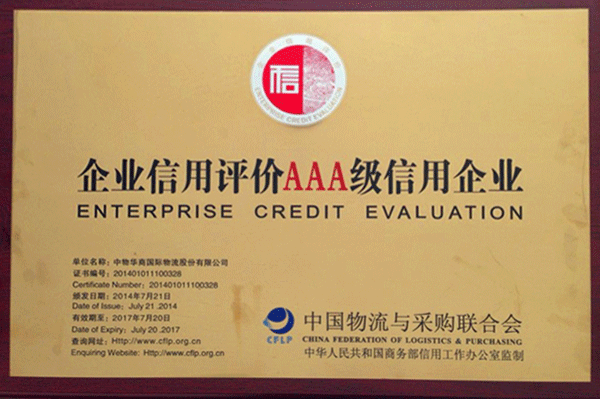 企业信用评价
信
ENTERPRISE CREDIT EVALUATION
企业信用评价AAA级信用企业
ENTERPRISE CREDIT EVALUATION
单位名称：中物华商国际物流股份有限公司
证书编号：201401011100328
Certificate Number：201401011100328
颁发日期：2014年7月21日
Date of Issue：July 21 .2014
有效期至：2017年7月20日
Date of Expiry：July 20 .2017
查询网址：Http://www.cflp.org.cn
Enquiring Website: Http://www.cflp.org.cn
CFLP
中国物流与采购联合会
CHINA FEDERATION OF LOGISTICS & PURCHASING
中华人民共和国商务部信用工作办公室监制